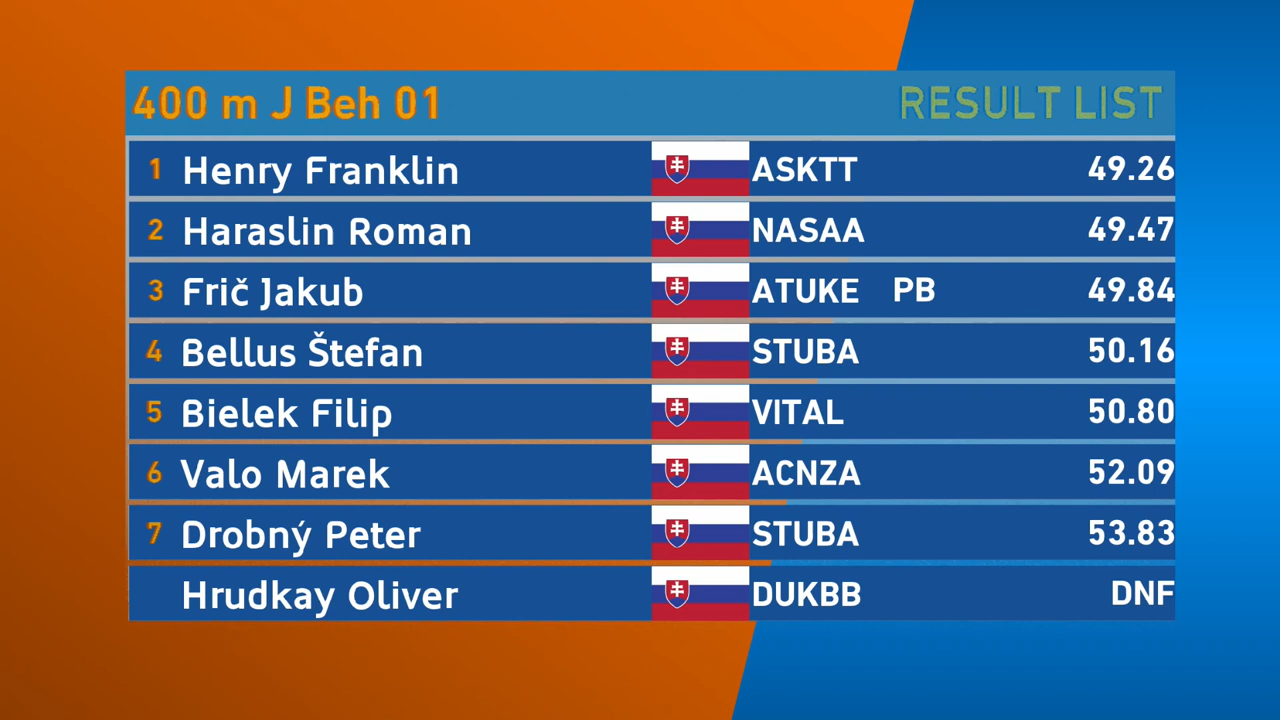 400 m J Beh 01 RESULT LIST
1 Henry Franklin ASKTT 49.26
2 Haraslin Roman NASAA 49.47
3 Frič Jakub ATUKE PB 49.84
4 Bellus Štefan STUBA 50.16
5 Bielek Filip VITAL 50.80
6 Valo Marek ACNZA 52.09
7 Drobný Peter STUBA 53.83
Hrudkay Oliver DUKBB DNF